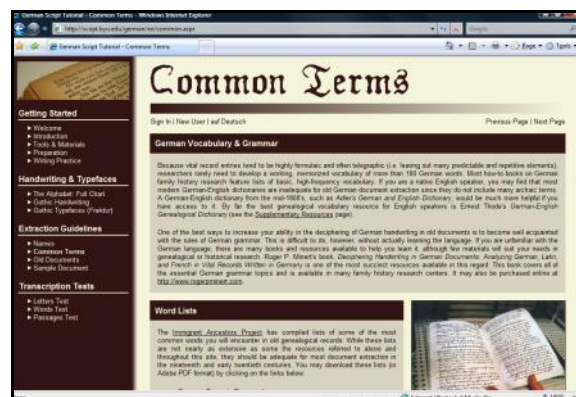 German Script Tutorial - Common Terms - Windows Internet Explorer
http://script.byu.edu/german/en/common.aspx
Google
German Script Tutorial - Common Terms
Page
Tools
Common Terms
Sign In | New User | auf Deutsch
Previous Page | Next Page
Getting Started
Welcome
Introduction
Tools & Materials
Preparation
Writing Practice
Handwriting & Typefaces
The Alphabet: Full Chart
Gothic Handwriting
Gothic Typefaces (Fraktur)
Extraction Guidelines
Names
Common Terms
Old Documents
Sample Document
Transcription Tests
Letters Test
Words Test
Passages Test
German Vocabulary & Grammar
Because vital record entries tend to be highly formulaic and often telegraphic (i.e. leaving out many predictable and repetitive elements),
researchers rarely need to develop a working, memorized vocabulary of more than 100 German words. Most how-to books on German
family history research feature lists of basic, high-frequency vocabulary. If you are a native English speaker, you may find that most
modern German-English dictionaries are inadequate for old German document extraction since they do not include many archaic terms.
A German-English dictionary from the mid-1800's, such as Adler's German and English Dictionary, would be much more helpful if you
have access to it. By far the best genealogical vocabulary resource for English speakers is Ernest Thode's German-English
Genealogical Dictionary (see the Supplementary Resources page).
One of the best ways to increase your ability in the deciphering of German handwriting in old documents is to become well acquainted
with the rules of German grammar. This is difficult to do, however, without actually learning the language. If you are unfamiliar with the
German language, there are many books and resources available to help you learn it, although few materials will suit your needs in
genealogical or historical research. Roger P. Minert's book, Deciphering Handwriting in German Documents: Analyzing German, Latin,
and French in Vital Records Written in Germany is one of the most succinct resources available in this regard. This book covers all of
the essential German grammar topics and is available in many family history research centers. It may also be purchased online at
http://www.rogerpminert.com.
Word Lists
The Immigrant Ancestors Project has compiled lists of some of the most
common words you will encounter in old genealogical records. While these lists
are not nearly as extensive as some the resources referred to above and
throughout this site, they should be adequate for most document extraction in
the nineteenth and early twentieth centuries. You may download these lists (in
Adobe PDF format) by clicking on the links below: